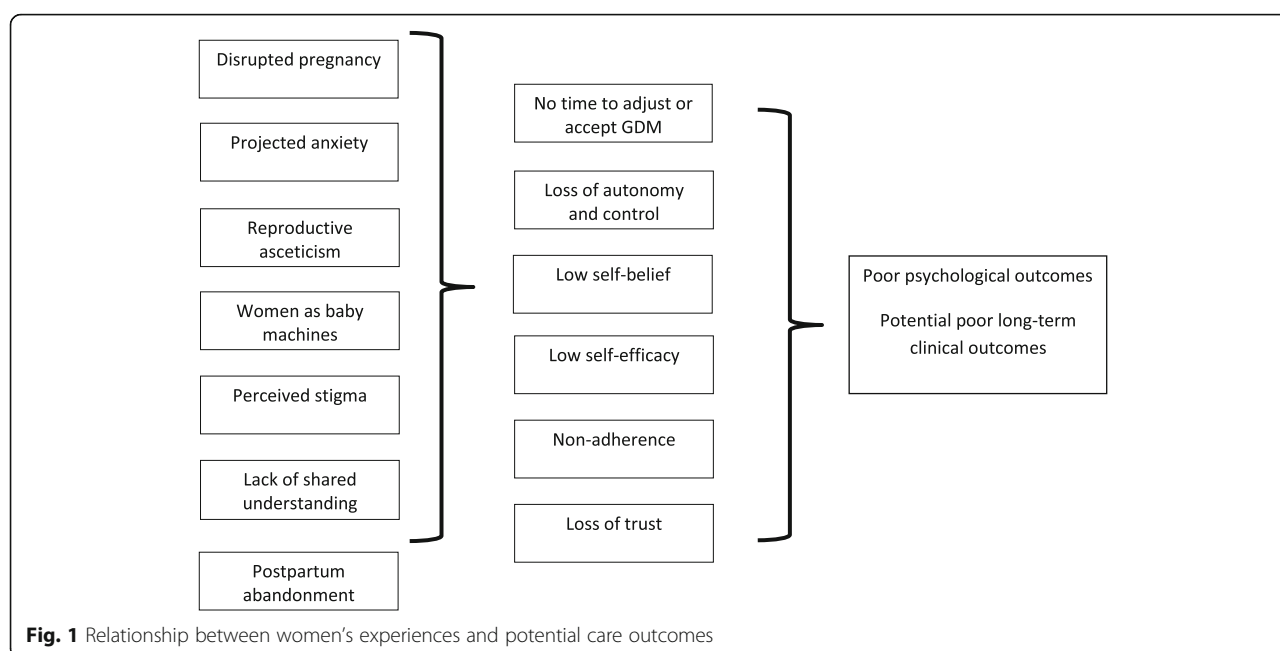 Disrupted pregnancy
Projected anxiety
Reproductive
asceticism
Women as baby
machines
Perceived stigma
Lack of shared
understanding
Postpartum
abandonment
No time to adjust or
accept GDM
Loss of autonomy
and control
Low self-belief
Low self-efficacy
Non-adherence
Loss of trust
Poor psychological outcomes
Potential poor long-term
clinical outcomes
Fig. 1 Relationship between women’s experiences and potential care outcomes